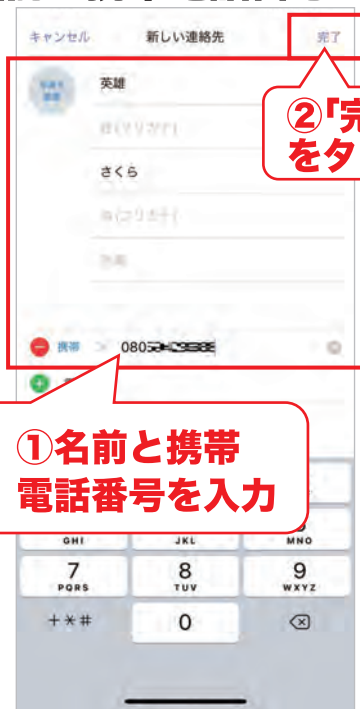 キャンセル 新しい連絡先 完了
英雄
②「完
をタ
さくら
携帯 > 080
①名前と携帯
電話番号を入力
GHI JKL MNO
7 8 9
PQRS TUV WXYZ
+*# 0